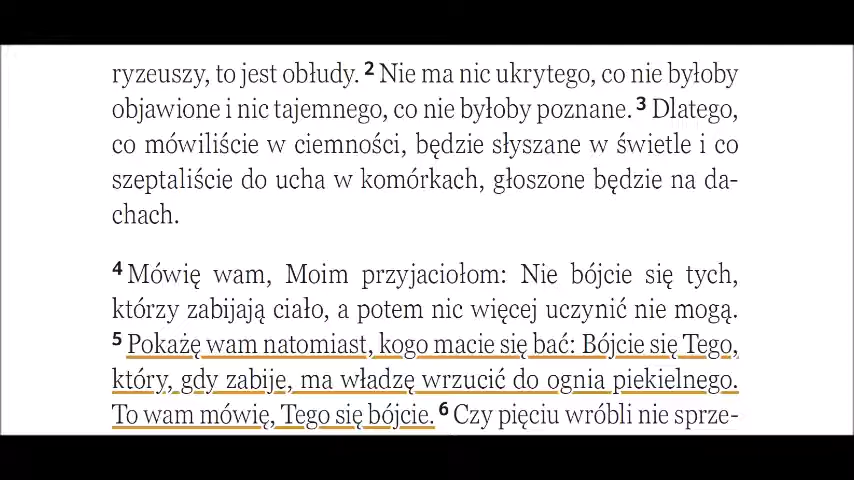 ryzeuszy, to jest obłudy. 2 Nie ma nic ukrytego, co nie byłoby
objawione i nic tajemnego, co nie byłoby poznane. 3 Dlatego,
co mówiliście w ciemności, będzie słyszane w świetle i co
szeptaliście do ucha w komórkach, głoszone będzie na da-
chach.
4 Mówię wam, Moim przyjaciołom: Nie bójcie się tych,
którzy zabijają ciało, a potem nic więcej uczynić nie mogą.
5 Pokażę wam natomiast, kogo macie się bać: Bójcie się Tego,
który, gdy zabije, ma władzę wrzucić do ognia piekielnego.
To wam mówię, Tego się bójcie. 6 Czy pięciu wróbli nie sprze-